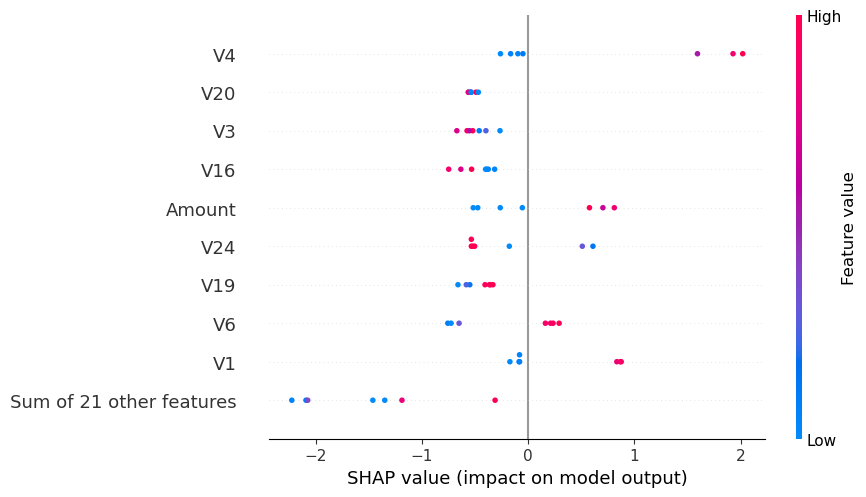 High
V4
V20
V3
V16
Amount
V24
V19
V6
V1
Sum of 21 other features
Low
Feature value
−2
−1
0
1
2
SHAP value (impact on model output)